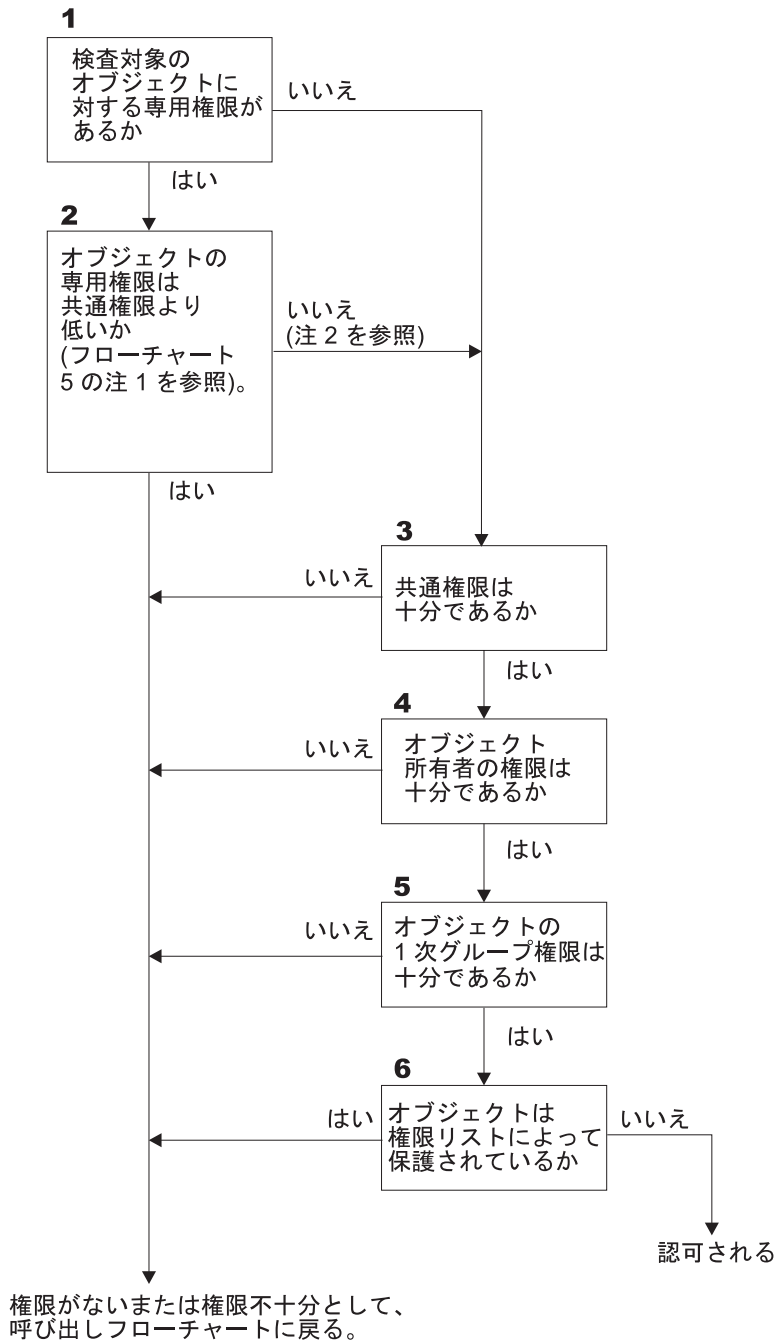 1
検査対象の
オブジェクトに
対する専用権限が
あるか
いいえ
はい
2
オブジェクトの
専用権限は
共通権限より
低いか
(フローチャート
5 の注 1 を参照)。
いいえ
(注 2 を参照)
はい
3
いいえ
共通権限は
十分であるか
はい
4
いいえ
オブジェクト
所有者の権限は
十分であるか
はい
5
いいえ
オブジェクトの
1 次グループ権限は
十分であるか
はい
6
はい
オブジェクトは
権限リストによって
保護されているか
いいえ
認可される
権限がないまたは権限不十分として、
呼び出しフローチャートに戻る。